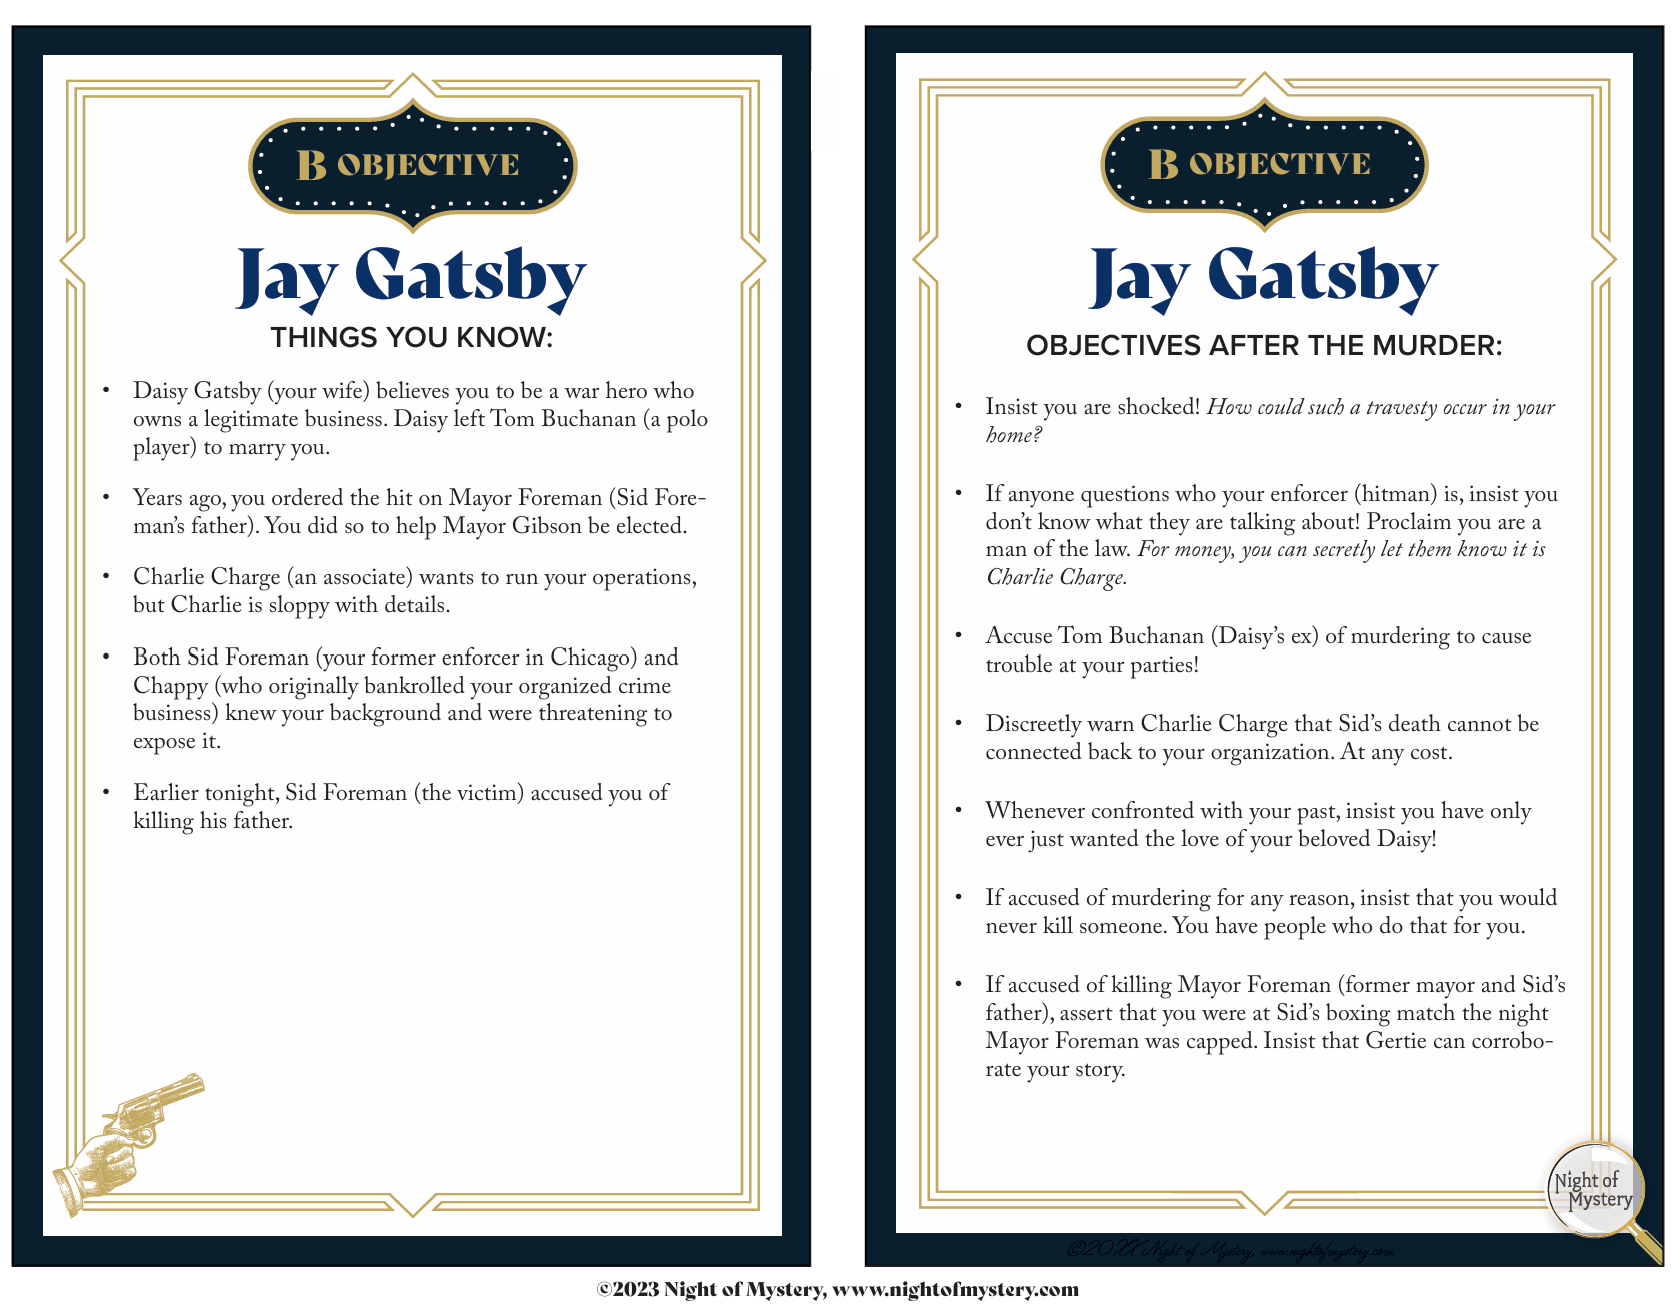 B OBJECTIVE
Jay Gatsby
THINGS YOU KNOW:
• Daisy Gatsby (your wife) believes you to be a war hero who
owns a legitimate business. Daisy left Tom Buchanan (a polo
player) to marry you.
• Years ago, you ordered the hit on Mayor Foreman (Sid Fore-
man’s father). You did so to help Mayor Gibson be elected.
• Charlie Charge (an associate) wants to run your operations,
but Charlie is sloppy with details.
• Both Sid Foreman (your former enforcer in Chicago) and
Chappy (who originally bankrolled your organized crime
business) knew your background and were threatening to
expose it.
• Earlier tonight, Sid Foreman (the victim) accused you of
killing his father.
B OBJECTIVE
Jay Gatsby
OBJECTIVES AFTER THE MURDER:
• Insist you are shocked! How could such a travesty occur in your
home?
• If anyone questions who your enforcer (hitman) is, insist you
don’t know what they are talking about! Proclaim you are a
man of the law. For money, you can secretly let them know it is
Charlie Charge.
• Accuse Tom Buchanan (Daisy’s ex) of murdering to cause
trouble at your parties!
• Discreetly warn Charlie Charge that Sid’s death cannot be
connected back to your organization. At any cost.
• Whenever confronted with your past, insist you have only
ever just wanted the love of your beloved Daisy!
• If accused of murdering for any reason, insist that you would
never kill someone. You have people who do that for you.
• If accused of killing Mayor Foreman (former mayor and Sid’s
father), assert that you were at Sid’s boxing match the night
Mayor Foreman was capped. Insist that Gertie can corrobo-
rate your story.
Night of
Mystery
©20XX Night of Mystery, www.nightofmystery.com
©2023 Night of Mystery, www.nightofmystery.com